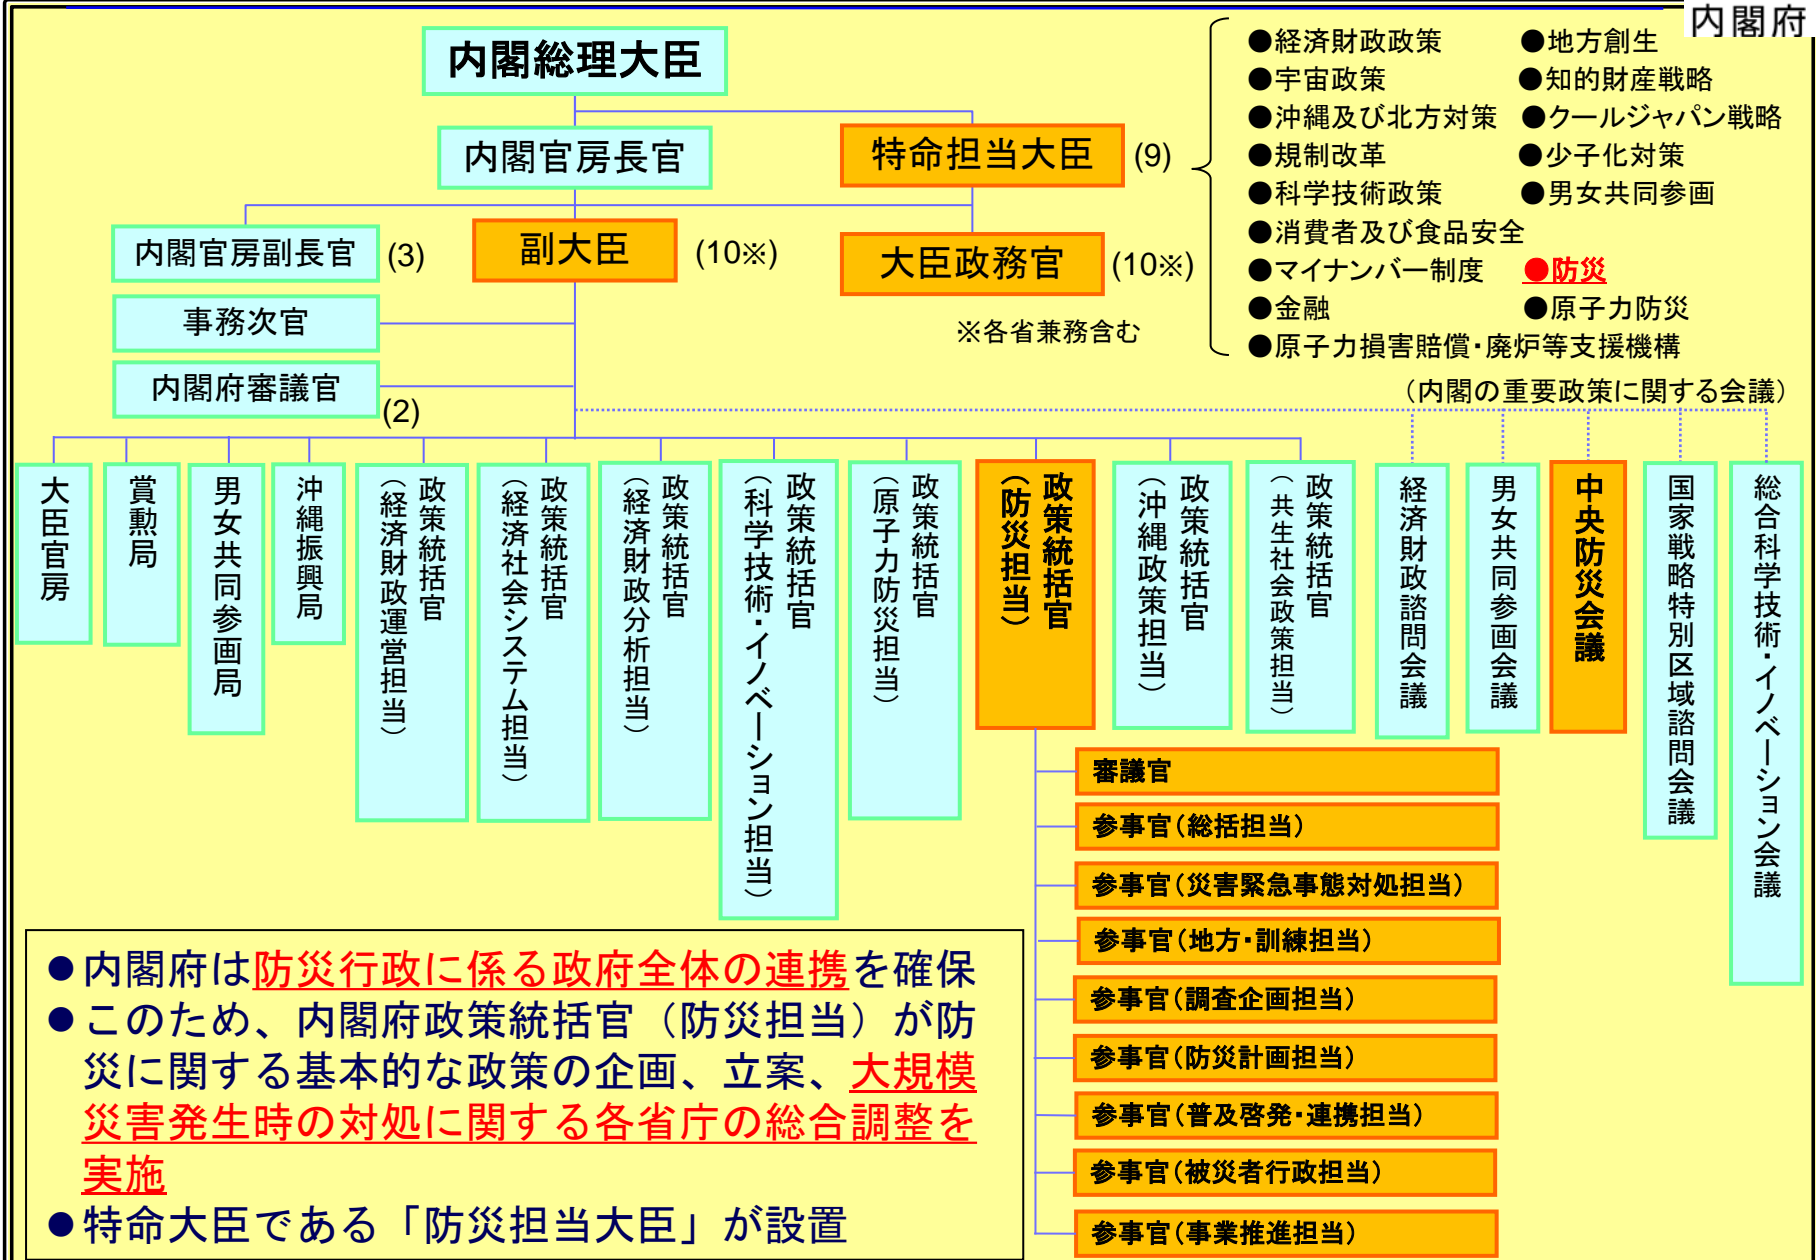 内閣府
内閣総理大臣
内閣官房長官
特命担当大臣
(9)
●経済財政政策
●地方創生
●宇宙政策
●知的財産戦略
●沖縄及び北方対策
●クールジャパン戦略
●規制改革
●少子化対策
●科学技術政策
●男女共同参画
●消費者及び食品安全
●マイナンバー制度
●防災
●金融
●原子力防災
●原子力損害賠償・廃炉等支援機構
内閣官房副長官
(3)
副大臣
(10※)
大臣政務官
(10※)
※各省兼務含む
事務次官
内閣府審議官
(2)
（内閣の重要政策に関する会議）
大臣官房
賞勲局
男女共同参画局
沖縄振興局
政策統括官
（経済財政運営担当）
政策統括官
（経済社会システム担当）
政策統括官
（経済財政分析担当）
政策統括官
（科学技術・イノベーション担当）
政策統括官
（原子力防災担当）
政策統括官
（防災担当）
政策統括官
（沖縄政策担当）
政策統括官
（共生社会政策担当）
経済財政諮問会議
男女共同参画会議
中央防災会議
国家戦略特別区域諮問会議
総合科学技術・イノベーション会議
審議官
参事官（総括担当）
参事官（災害緊急事態対処担当）
参事官（地方・訓練担当）
参事官（調査企画担当）
参事官（防災計画担当）
参事官（普及啓発・連携担当）
参事官（被災者行政担当）
参事官（事業推進担当）
●内閣府は防災行政に係る政府全体の連携を確保
●このため、内閣府政策統括官（防災担当）が防
災に関する基本的な政策の企画、立案、大規模
災害発生時の対処に関する各省庁の総合調整を
実施
●特命大臣である「防災担当大臣」が設置